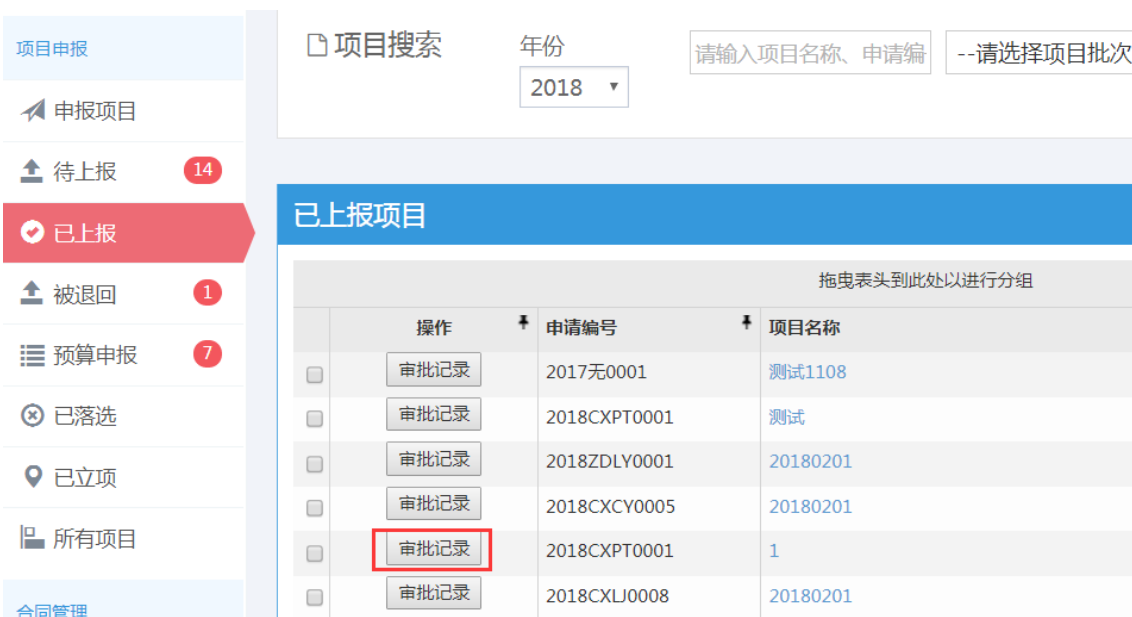 项目申报
申报项目
待上报 14
已上报
被退回 1
预算申报 7
已落选
已立项
所有项目
合同管理
项目搜索
年份
2018
请输入项目名称、申请编
--请选择项目批次
已上报项目
拖曳表头到此处以进行分组
操作 申请编号 项目名称
审批记录 2017无0001 测试1108
审批记录 2018CXPT0001 测试
审批记录 2018ZDLY0001 20180201
审批记录 2018CXCY0005 20180201
审批记录 2018CXPT0001 1
审批记录 2018CXLJ0008 20180201